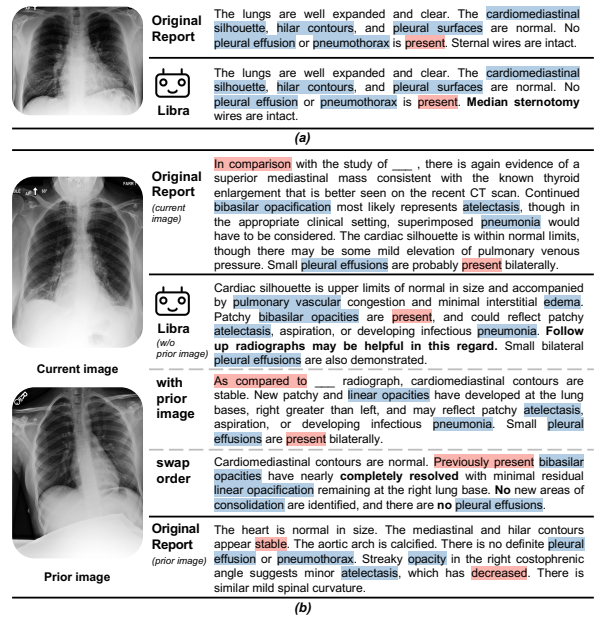 Original
Report
The lungs are well expanded and clear. The cardiomediastinal
silhouette, hilar contours, and pleural surfaces are normal. No
pleural effusion or pneumothorax is present. Sternal wires are intact.
Libra
The lungs are well expanded and clear. The cardiomediastinal
silhouette, hilar contours, and pleural surfaces are normal. No
pleural effusion or pneumothorax is present. Median sternotomy
wires are intact.
(a)
Current image
Prior image
Original
Report
(current
image)
In comparison with the study of ___ , there is again evidence of a
superior mediastinal mass consistent with the known thyroid
enlargement that is better seen on the recent CT scan. Continued
bibasilar opacification most likely represents atelectasis, though in
the appropriate clinical setting, superimposed pneumonia would
have to be considered. The cardiac silhouette is within normal limits,
though there may be some mild elevation of pulmonary venous
pressure. Small pleural effusions are probably present bilaterally.
Libra
(w/o
prior image)
Cardiac silhouette is upper limits of normal in size and accompanied
by pulmonary vascular congestion and minimal interstitial edema.
Patchy bibasilar opacities are present, and could reflect patchy
atelectasis, aspiration, or developing infectious pneumonia. Follow
up radiographs may be helpful in this regard. Small bilateral
pleural effusions are also demonstrated.
with
prior
image
As compared to ___ radiograph, cardiomediastinal contours are
stable. New patchy and linear opacities have developed at the lung
bases, right greater than left, and may reflect patchy atelectasis,
aspiration, or developing infectious pneumonia. Small pleural
effusions are present bilaterally.
swap
order
Cardiomediastinal contours are normal. Previously present bibasilar
opacities have nearly completely resolved with minimal residual
linear opacification remaining at the right lung base. No new areas of
consolidation are identified, and there are no pleural effusions.
Original
Report
(prior image)
The heart is normal in size. The mediastinal and hilar contours
appear stable. The aortic arch is calcified. There is no definite pleural
effusion or pneumothorax. Streaky opacity in the right costophrenic
angle suggests minor atelectasis, which has decreased. There is
similar mild spinal curvature.
(b)